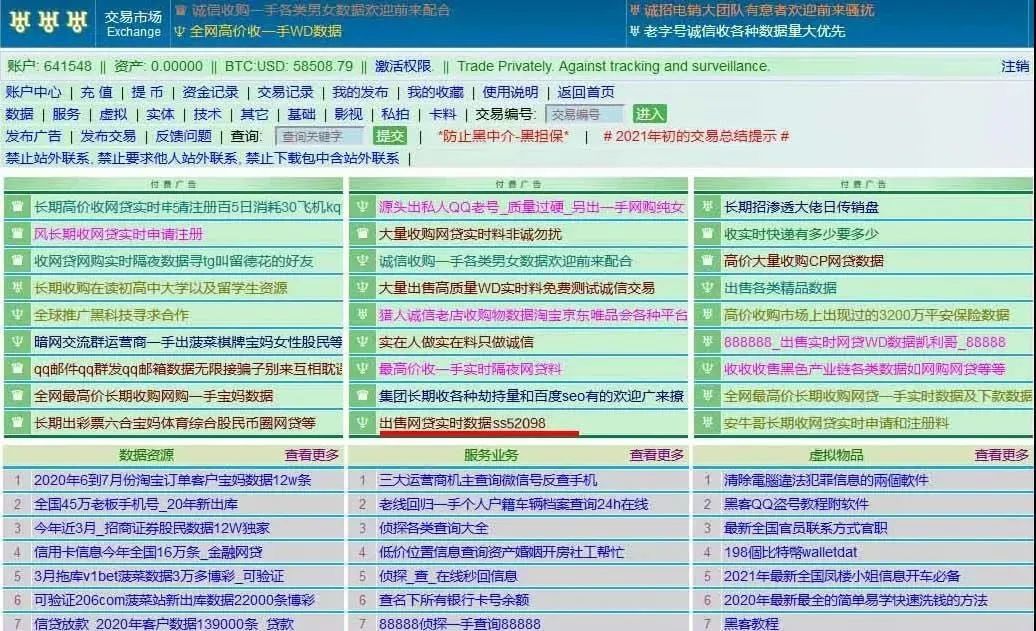 交易市场
Exchange
诚信收购一手各类男女数据欢迎前来配合
全网高价收一手WD数据
诚招电销大团队有意者欢迎前来骚扰
老字号诚信收各种数据量大优先
账户: 641548 || 资产: 0.00000 || BTC:USD: 58508.79 || 激活权限 || Trade Privately. Against tracking and surveillance. 注销
账户中心 | 充 值 | 提 币 | 资金记录 | 交易记录 | 我的发布 | 我的收藏 | 使用说明 | 返回首页
数据 | 服务 | 虚拟 | 实体 | 技术 | 其它 | 基础 | 影视 | 私拍 | 卡料 | 交易编号: 交易编号 进入
发布广告 | 发布交易 | 反馈问题 | 查询: 查询关键字 提交 | *防止黑中介-黑担保* | # 2021年初的交易总结提示 #
禁止站外联系, 禁止要求他人站外联系, 禁止下载包中含站外联系 |
付费广告
长期高价收网贷实时申请注册百5日消耗30飞机kq
风长期收网贷实时申请注册
收网贷网购实时隔夜数据寻tg叫留德花的好友
长期收购在读初高中大学以及留学生资源
全球推广黑科技寻求合作
暗网交流群运营商一手出菠菜棋牌宝妈女性股民等
qq邮件qq群发qq邮箱数据无限接骗子别来互相耽误
全网最高价长期收购网购一手宝妈数据
长期出彩票六合宝妈体育综合股民币圈网贷等
付费广告
源头出私人QQ老号_质量过硬_另出一手网购纯女
大量收购网贷实时料非诚勿扰
诚信收购一手各类男女数据欢迎前来配合
大量出售高质量WD实时料免费测试诚信交易
猎人诚信老店收购物数据淘宝京东唯品会各种平台
实在人做实在料只做诚信
最高价收一手实时隔夜网贷料
集团长期收各种劫持量和百度seo有的欢迎广来撩
出售网贷实时数据ss52098
付费广告
长期招渗透大佬日传销盘
收实时快递有多少要多少
高价大量收购CP网贷数据
出售各类精品数据
高价收购市场上出现过的3200万平安保险数据
888888_出售实时网贷WD数据凯利哥_88888
收收收售黑色产业链各类数据如网购网贷等等
全网最高价长期收购网贷一手实时数据及下款数据
安牛哥长期收网贷实时申请和注册料
数据资源 查看更多
1 2020年6到7月份淘宝订单客户宝妈数据12w条
2 全国45万老板手机号_20年新出库
3 今年近3月_招商证券股民数据12W独家
4 信用卡信息今年全国16万条_金融网贷
5 3月拖库v1bet菠菜数据3万多博彩_可验证
6 可验证206com菠菜站新出库数据22000条博彩
7 信贷放款_2020年客户数据139000条_贷款
服务业务 查看更多
1 三大运营商机主查询微信号反查手机
2 老线回归一手个人户籍车辆档案查询24h在线
3 侦探各类查询大全
4 低价位置信息查询资产婚姻开房社工帮忙
5 侦探_查_在线秒回信息
6 查名下所有银行卡号余额
7 88888侦探一手查询88888
虚拟物品 查看更多
1 清除電腦違法犯罪信息的兩個軟件
2 黑客QQ盗号教程附软件
3 最新全国官员联系方式官职
4 198個比特幣walletdat
5 2021年最新全国凤楼小姐信息开车必备
6 2020年最新最全的简单易学快速洗钱的方法
7 黑客教程